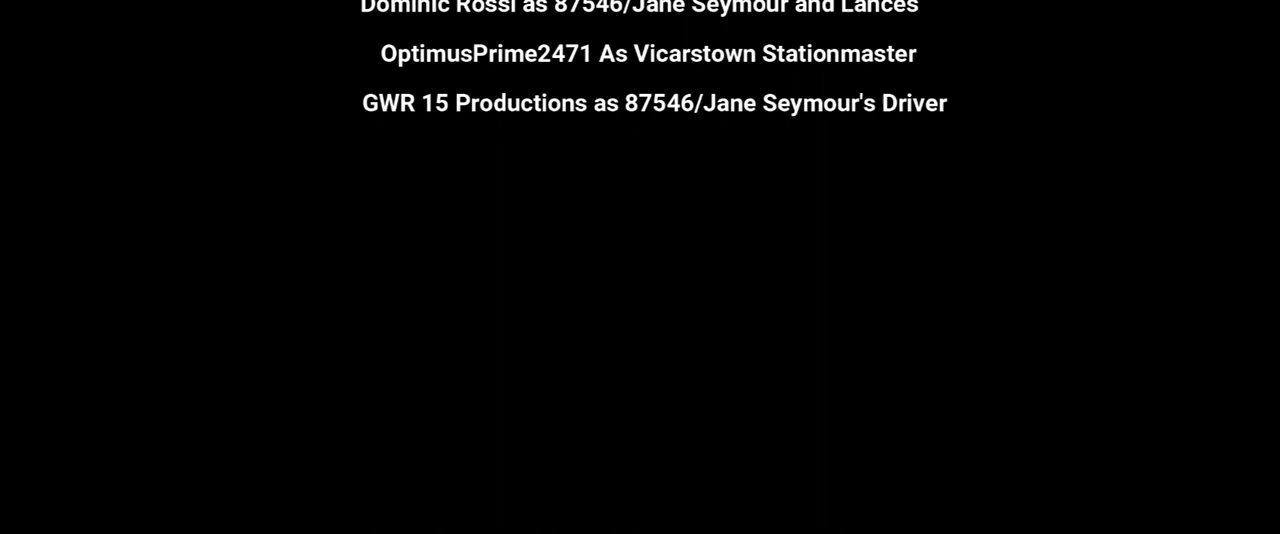 Dominic Rossi as 87546/Jane Seymour and Lances
OptimusPrime2471 As Vicarstown Stationmaster
GWR 15 Productions as 87546/Jane Seymour's Driver